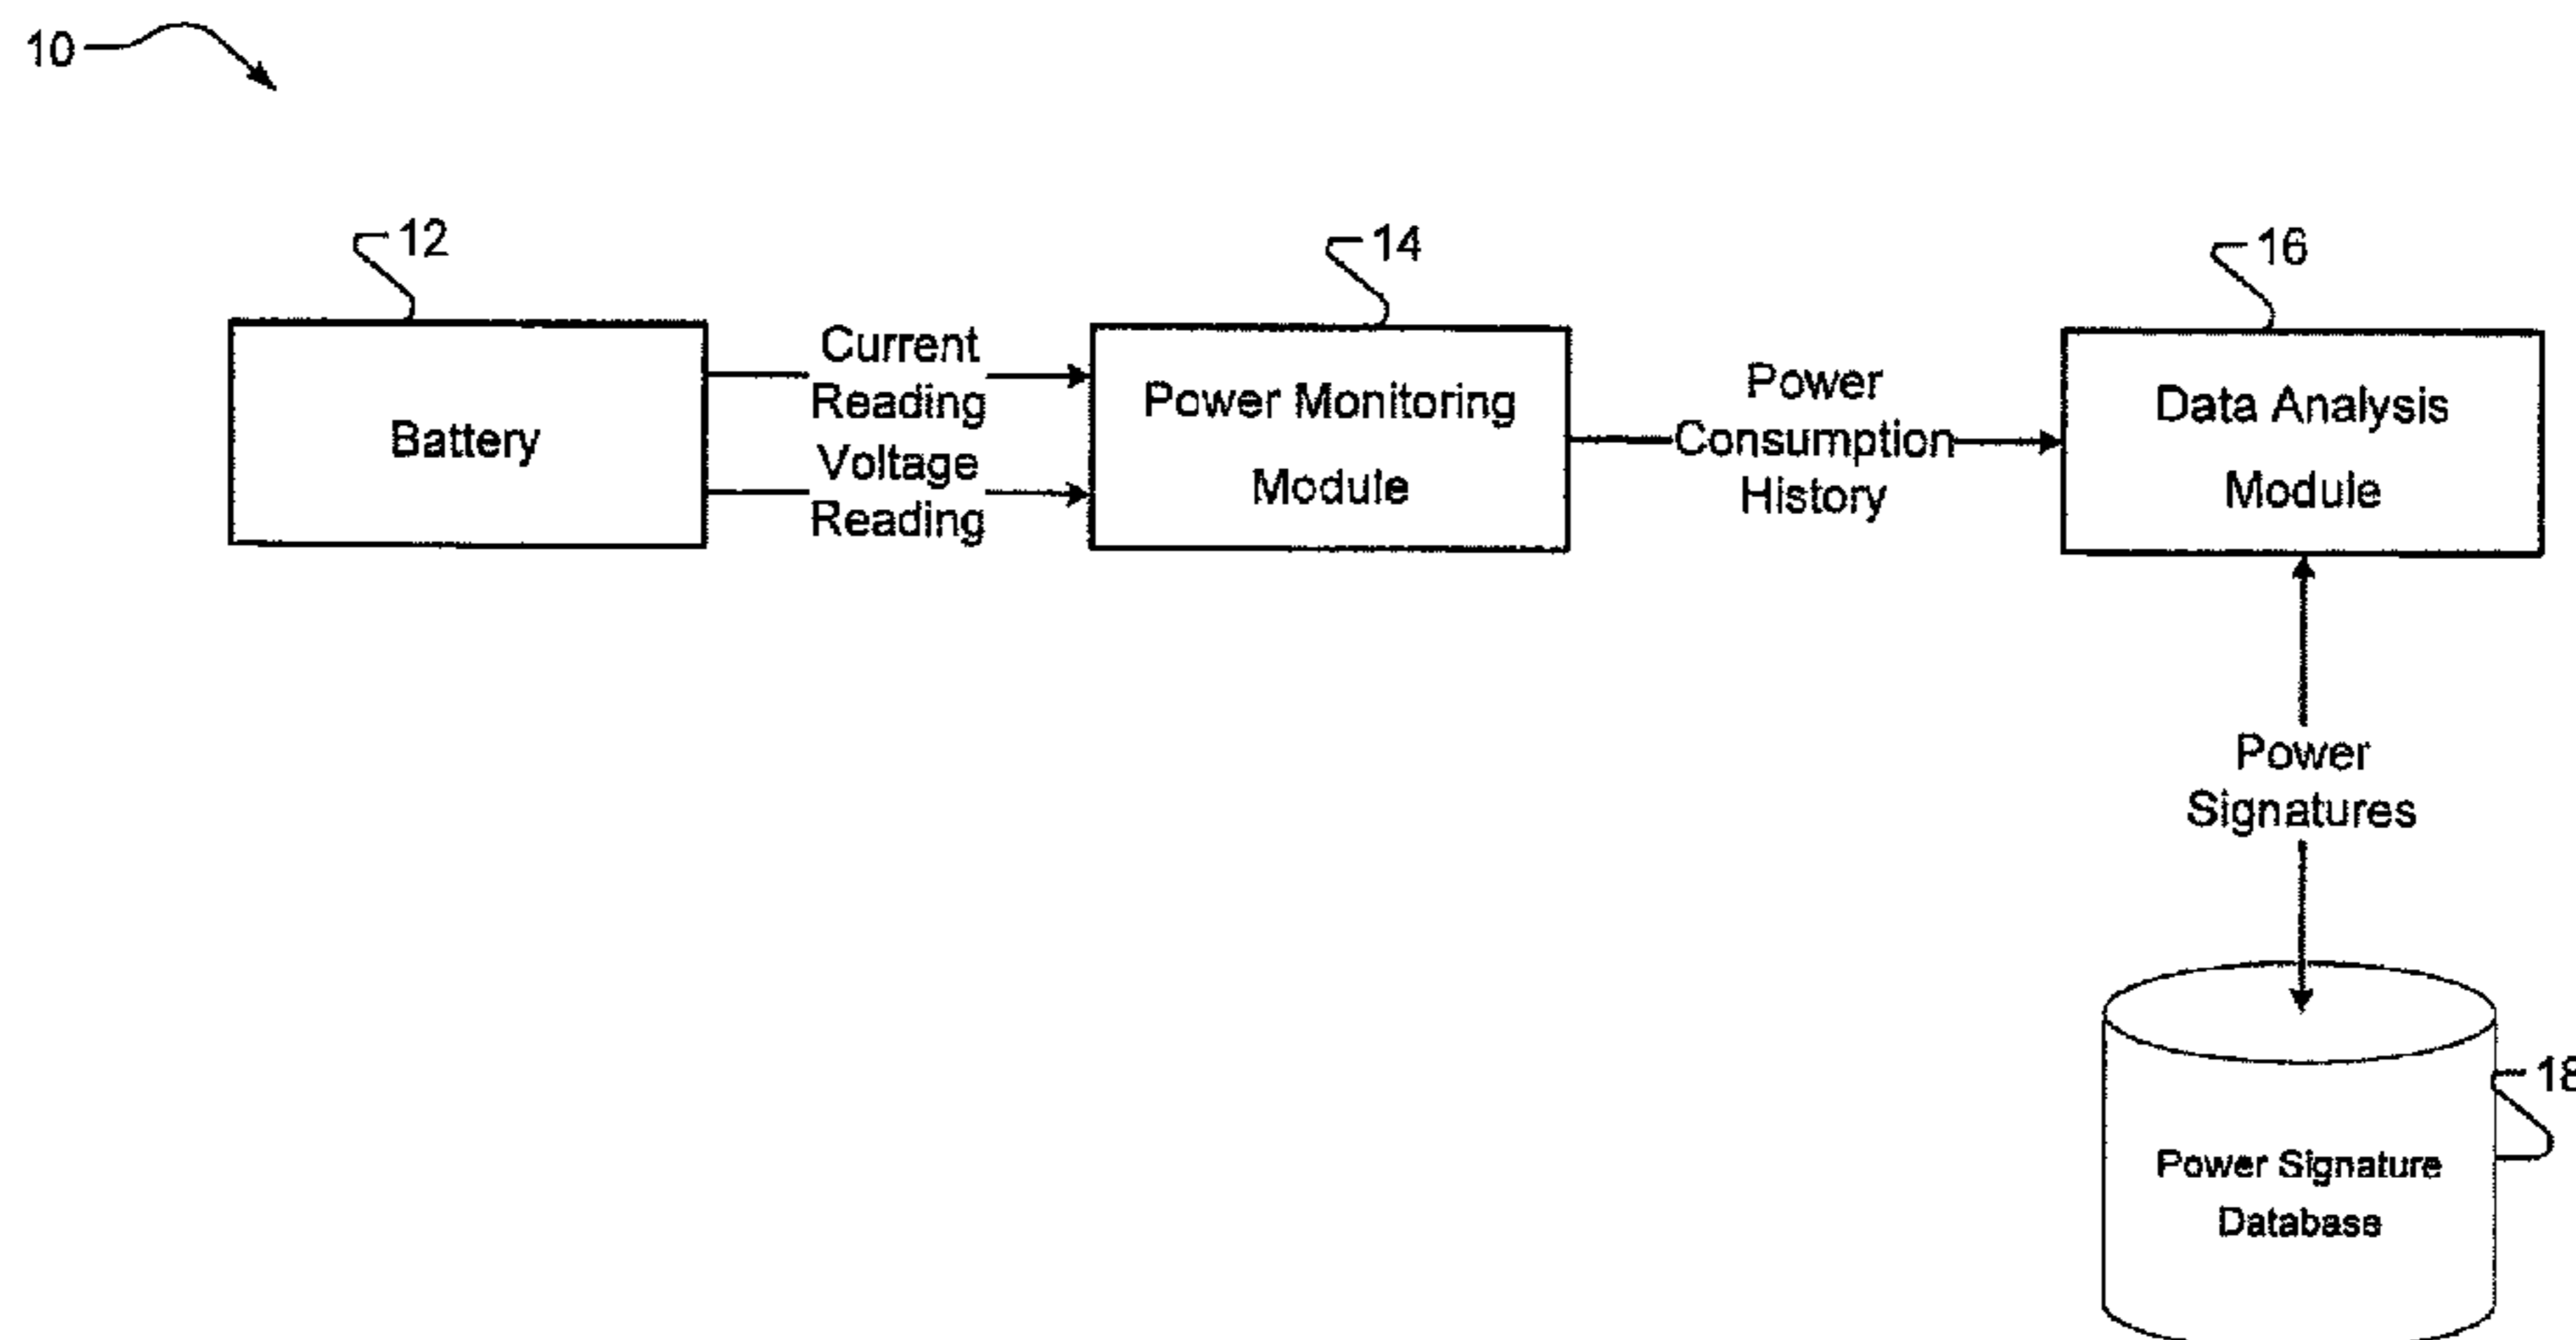 10
12
14
16
Battery
Current
Reading
Voltage
Reading
Power Monitoring
Module
Power
Consumption
History
Data Analysis
Module
Power
Signatures
18
Power Signature
Database